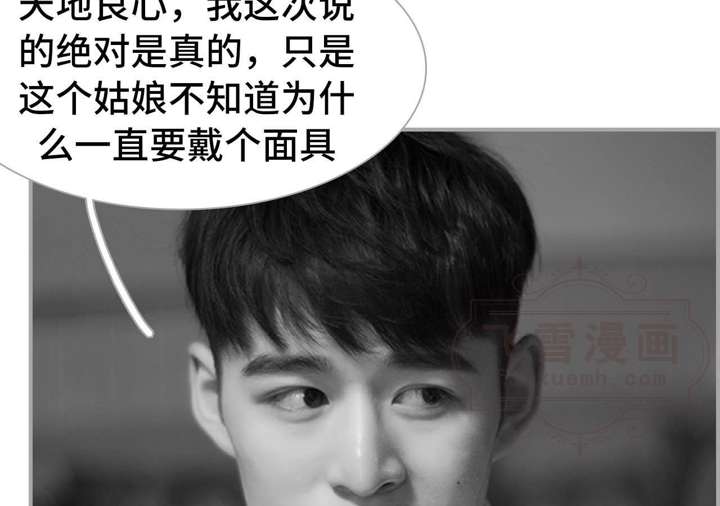 天地良心，我这次说
的绝对是真的，只是
这个姑娘不知道为什
么一直要戴个面具
飞雪漫画